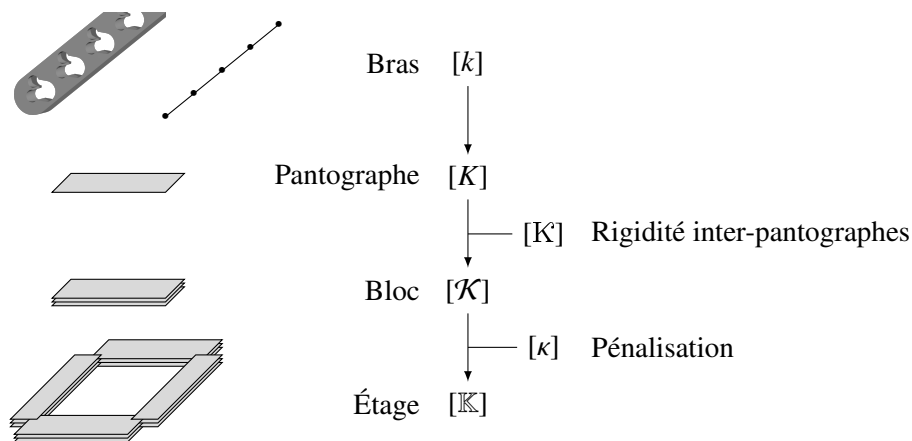 Bras [k]
Pantographe [K]
[K] Rigidité inter-pantographes
Bloc [𝒦]
[κ] Pénalisation
Étage [𝕂]